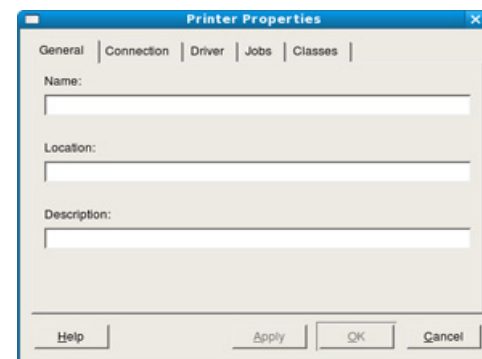 Printer Properties
General Connection Driver Jobs Classes
Name:
Location:
Description:
Help Apply OK Cancel